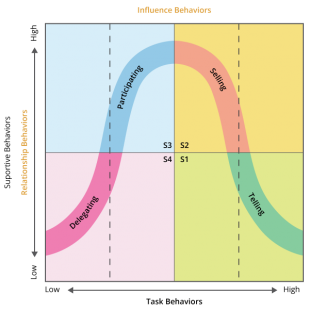 Influence Behaviors
High
Suportive Behaviors
Relationship Behaviors
Low
Participating
Selling
S3
S2
S4
S1
Delegating
Telling
Low
High
Task Behaviors